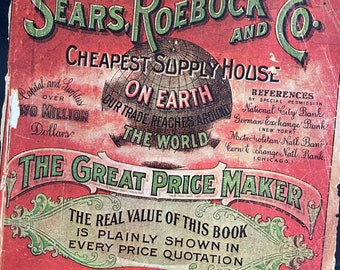 SEARS, ROEBUCK AND CO.
CHEAPEST SUPPLY HOUSE
ON EARTH
OUR TRADE REACHES AROUND
THE WORLD
Capital and Surplus
OVER
TWO MILLION
Dollars
REFERENCES
BY SPECIAL PERMISSION
National City Bank
German Exchange Bank
(NEW YORK)
Metropolitan Nat'l Bank
Corn Exchange Nat'l Bank
(CHICAGO)
THE GREAT PRICE MAKER
THE REAL VALUE OF THIS BOOK
IS PLAINLY SHOWN IN
EVERY PRICE QUOTATION